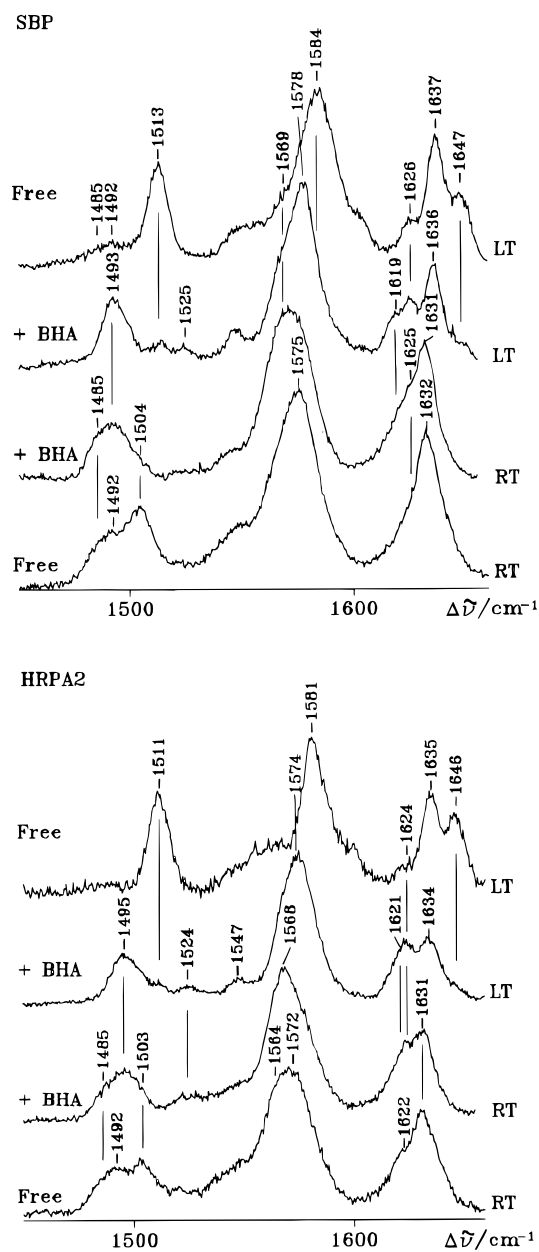 SBP
−1584
−1578
−1637
−1513
−1569
−1647
−1626
−1485
−1492
Free
LT
−1636
−1493
−1619
−1525
−1631
+ BHA
LT
−1625
−1575
−1485
−1504
−1632
+ BHA
RT
−1492
Free
RT
1500
1600
Δν̃/cm⁻¹
HRPA2
−1581
−1574
−1635
−1646
−1511
−1624
Free
LT
−1621
−1634
−1495
−1568
−1524
−1547
+ BHA
LT
−1631
−1485
−1503
−1564
−1572
+ BHA
RT
−1492
−1622
Free
RT
1500
1600
Δν̃/cm⁻¹